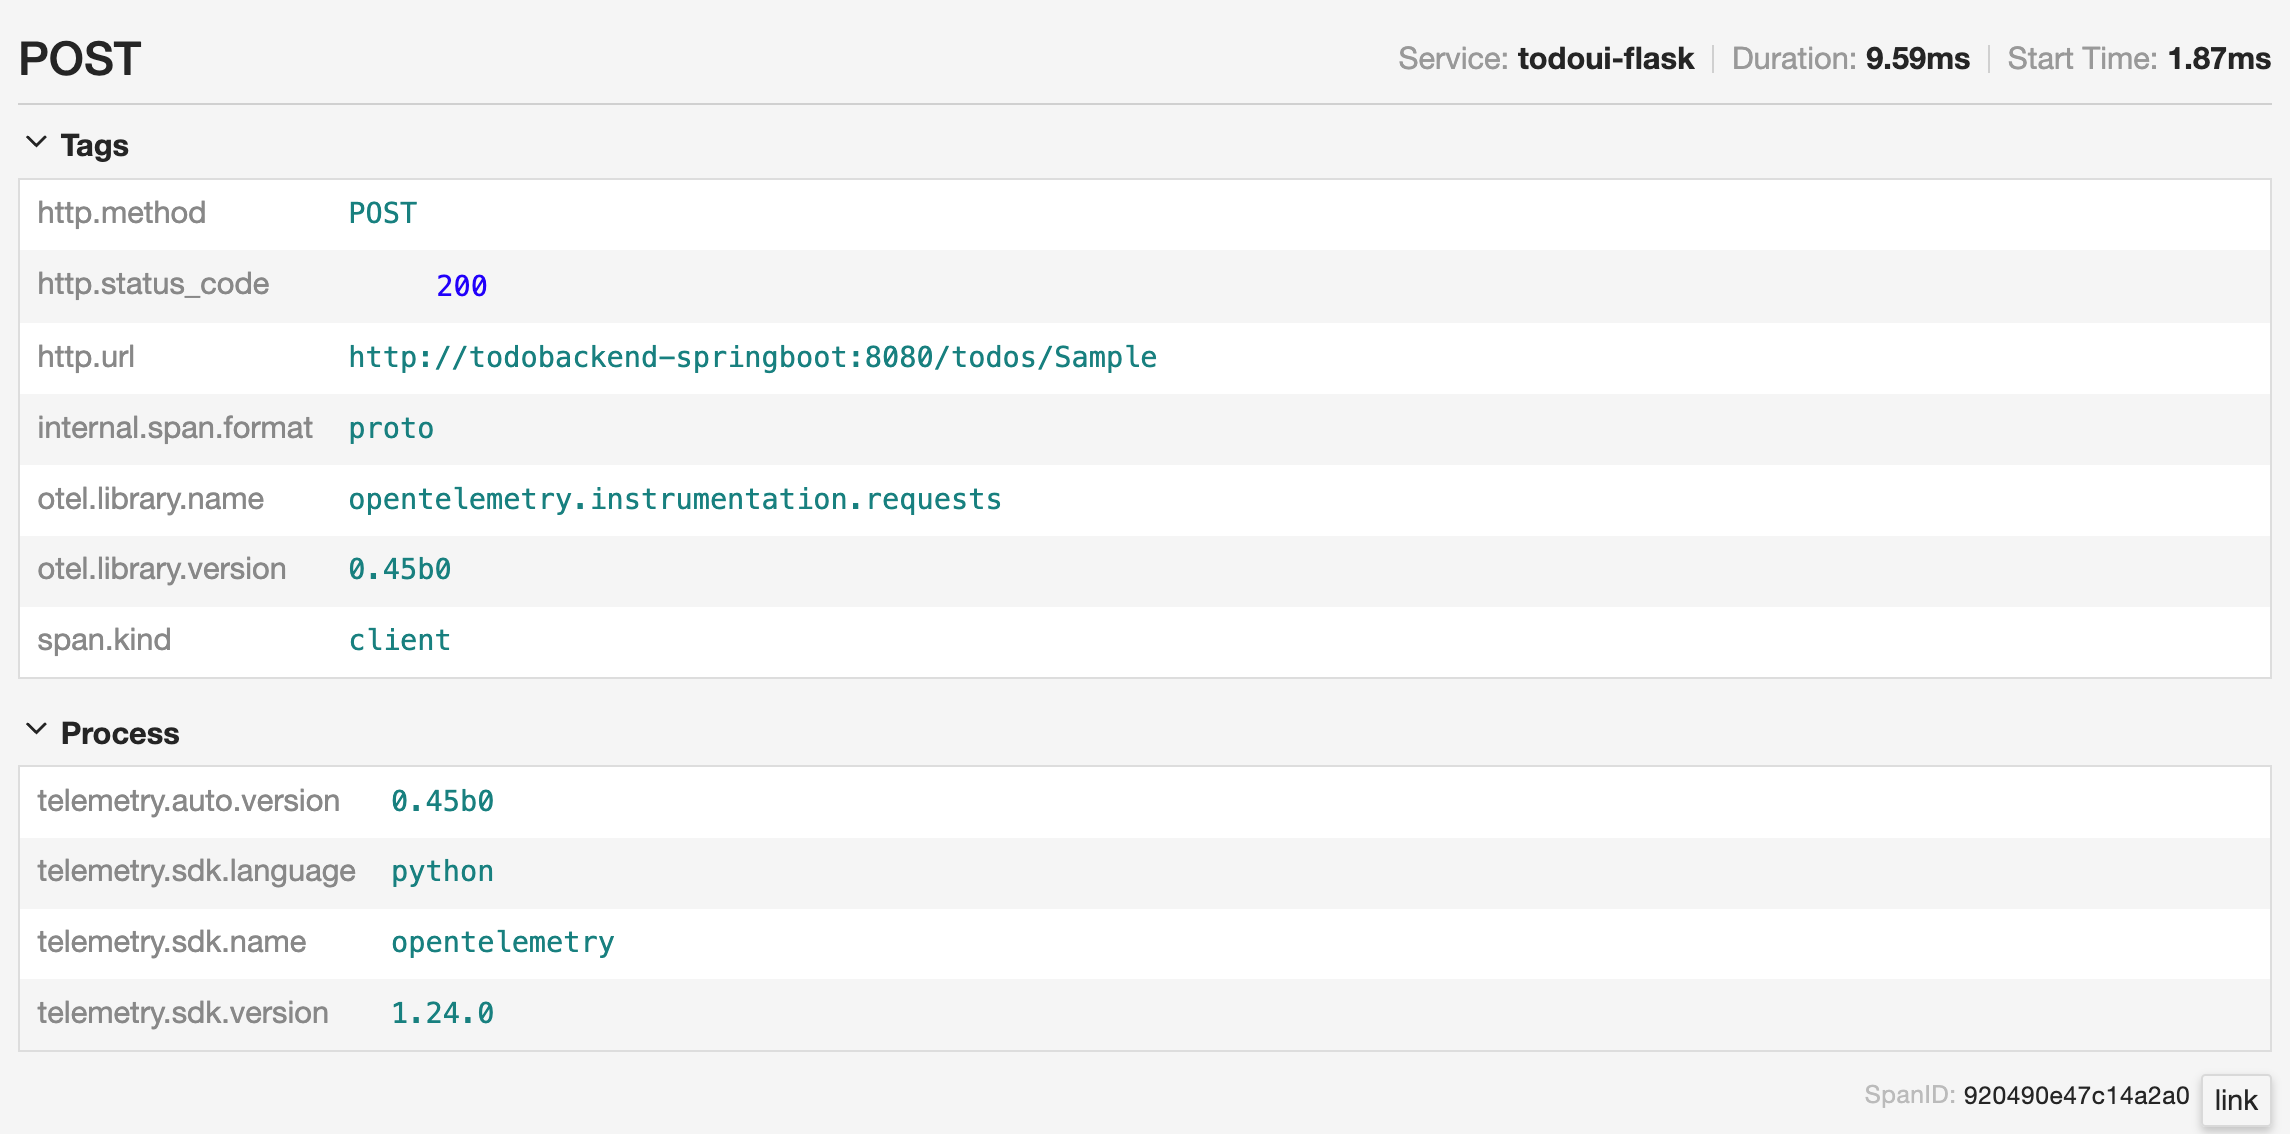 POST
Service: todoui-flask | Duration: 9.59ms | Start Time: 1.87ms
Tags
http.method POST
http.status_code 200
http.url http://todobackend-springboot:8080/todos/Sample
internal.span.format proto
otel.library.name opentelemetry.instrumentation.requests
otel.library.version 0.45b0
span.kind client
Process
telemetry.auto.version 0.45b0
telemetry.sdk.language python
telemetry.sdk.name opentelemetry
telemetry.sdk.version 1.24.0
SpanID: 920490e47c14a2a0 link